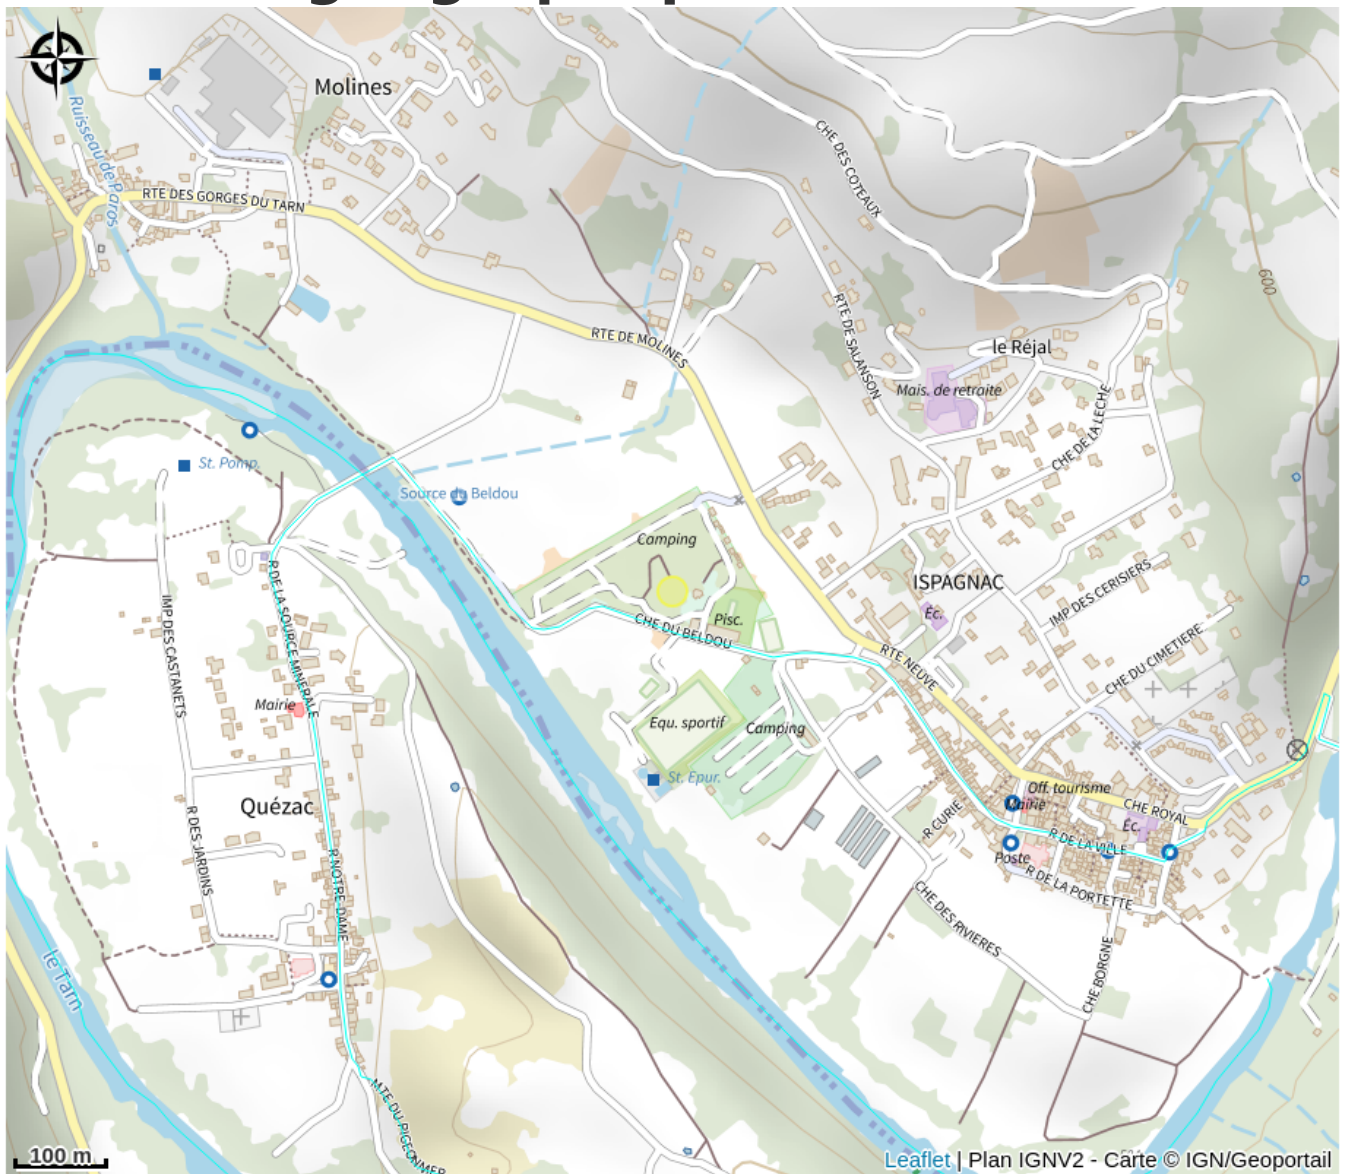 Molines
Ruisseau de Paros
RTE DES GORGES DU TARN
CHE DES COTEAUX
600
RTE DE MOLINES
RTE DE SALANSON
le Réjal
Mais. de retraite
CHE DE LA LECHE
St. Pomp.
Source du Beldou
Camping
ISPAGNAC
Ec.
IMP DES CERISIERS
R DE LA SOURCE MINERALE
IMP DES CASTANETS
Pisc.
CHE DU BELDOU
RTE NEUVE
CHE DU CIMETIERE
Mairie
Equ. sportif
Camping
St. Epur.
Quézac
Off. tourisme
Mairie
CHE ROYAL
R CURIE
Ec.
R DE LA VILLE
Poste
R DES JARDINS
R NOTRE-DAME
R DE LA PORTETTE
CHE DES RIVIERES
CHE BORGNE
le Tarn
MTE DU PIGEONNIER
100 m
Leaflet | Plan IGNV2 - Carte © IGN/Geoportail